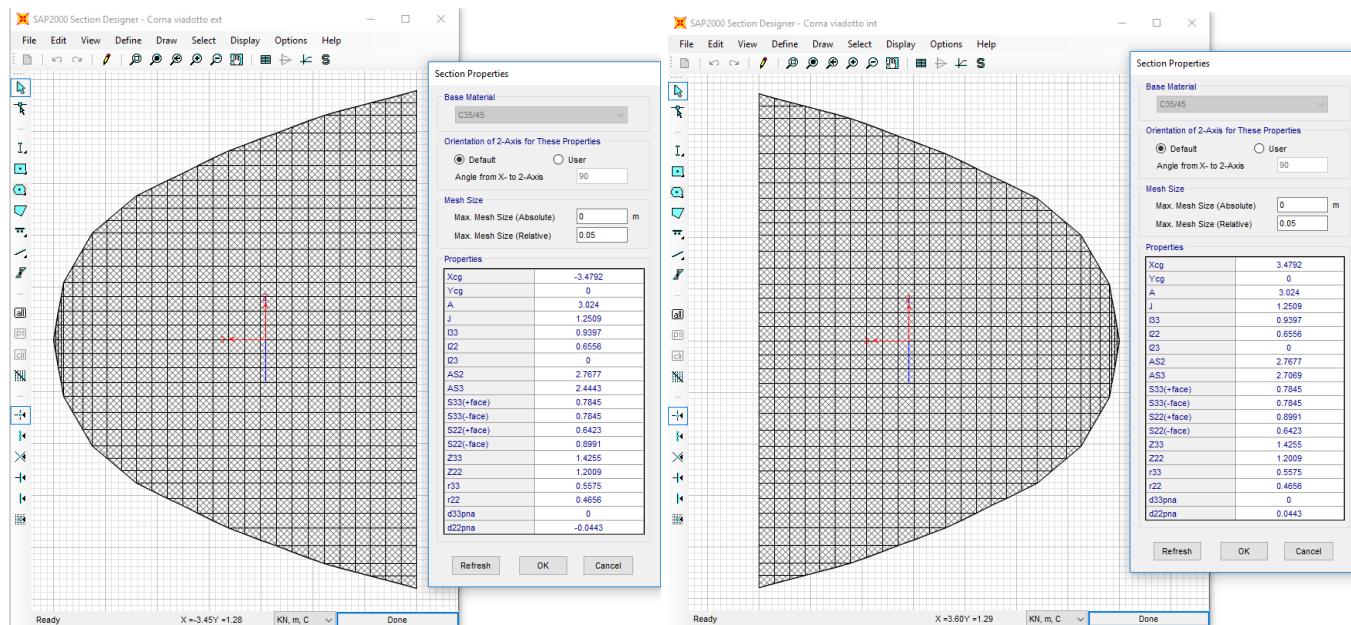 SAP2000 Section Designer - Corna viadotto ext
File Edit View Define Draw Select Display Options Help
all
ps
clr
3
2
Ready
X =-3.45Y =1.28
KN, m, C
Done
Section Properties
Base Material
C35/45
Orientation of 2-Axis for These Properties
Default
User
Angle from X- to 2-Axis
90
Mesh Size
Max. Mesh Size (Absolute)
0
m
Max. Mesh Size (Relative)
0.05
Properties
Xcg -3.4792
Ycg 0
A 3.024
J 1.2509
I33 0.9397
I22 0.6556
I23 0
AS2 2.7677
AS3 2.4443
S33(+face) 0.7845
S33(-face) 0.7845
S22(+face) 0.6423
S22(-face) 0.8991
Z33 1.4255
Z22 1.2009
r33 0.5575
r22 0.4656
d33pna 0
d22pna -0.0443
Refresh
OK
Cancel
SAP2000 Section Designer - Corna viadotto int
File Edit View Define Draw Select Display Options Help
all
ps
clr
3
2
Ready
X =3.60Y =1.29
KN, m, C
Done
Section Properties
Base Material
C35/45
Orientation of 2-Axis for These Properties
Default
User
Angle from X- to 2-Axis
90
Mesh Size
Max. Mesh Size (Absolute)
0
m
Max. Mesh Size (Relative)
0.05
Properties
Xcg 3.4792
Ycg 0
A 3.024
J 1.2509
I33 0.9397
I22 0.6556
I23 0
AS2 2.7677
AS3 2.7069
S33(+face) 0.7845
S33(-face) 0.7845
S22(+face) 0.8991
S22(-face) 0.6423
Z33 1.4255
Z22 1.2009
r33 0.5575
r22 0.4656
d33pna 0
d22pna 0.0443
Refresh
OK
Cancel